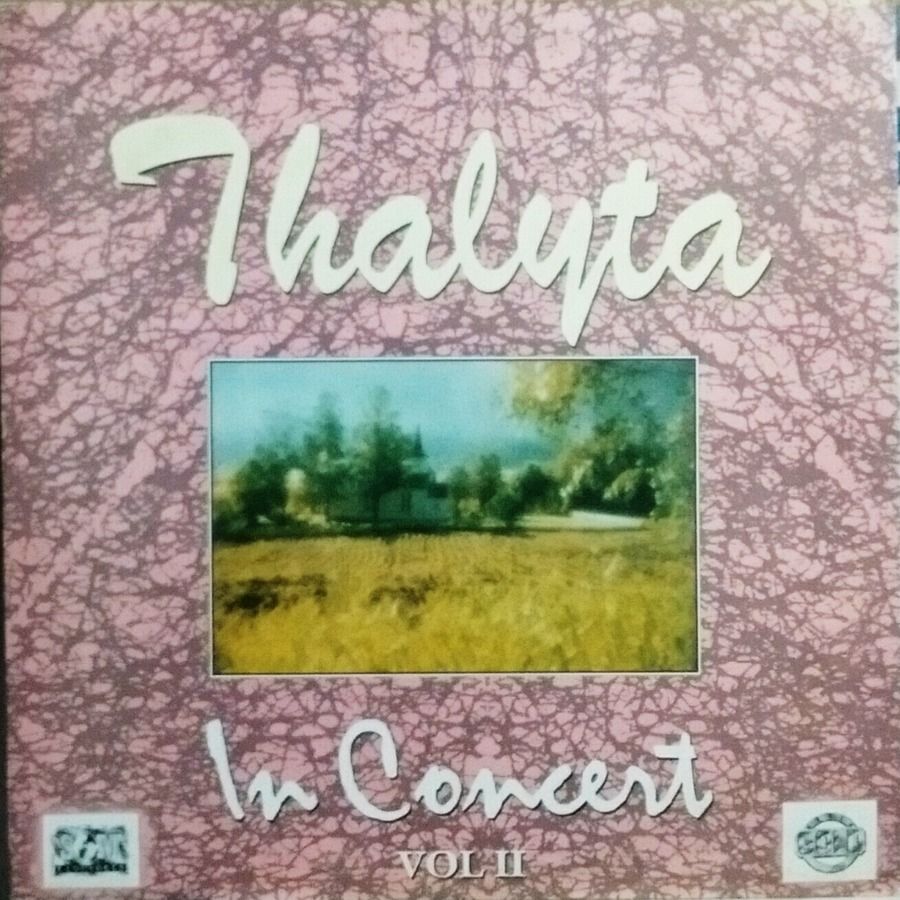 Thalyta
In Concert
VOL II